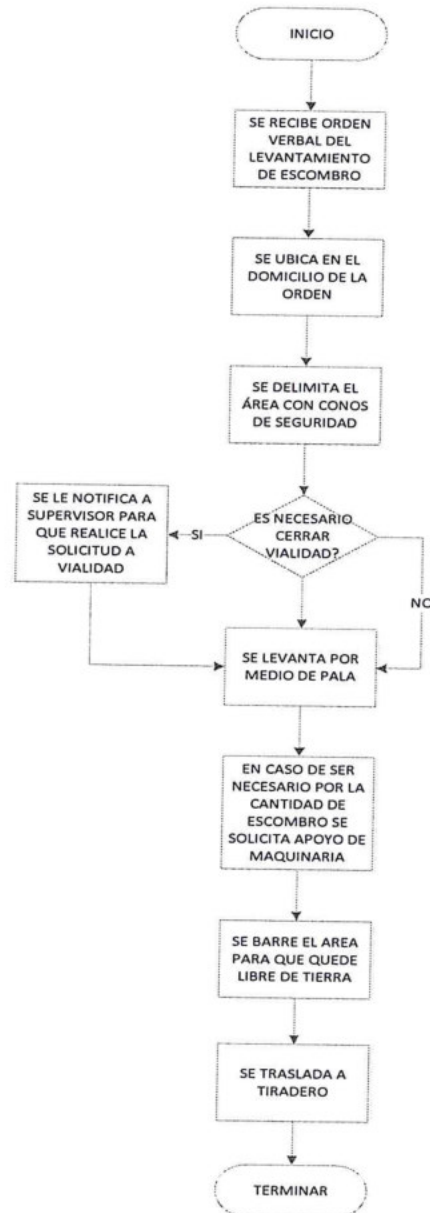 INICIO
SE RECIBE ORDEN
VERBAL DEL
LEVANTAMIENTO
DE ESCOMBRO
SE UBICA EN EL
DOMICILIO DE LA
ORDEN
SE DELIMITA EL
ÁREA CON CONOS
DE SEGURIDAD
ES NECESARIO
CERRAR
VIALIDAD?
SI
SE LE NOTIFICA A
SUPERVISOR PARA
QUE REALICE LA
SOLICITUD A
VIALIDAD
NO
SE LEVANTA POR
MEDIO DE PALA
EN CASO DE SER
NECESARIO POR LA
CANTIDAD DE
ESCOMBRO SE
SOLICITA APOYO DE
MAQUINARIA
SE BARRE EL AREA
PARA QUE QUEDE
LIBRE DE TIERRA
SE TRASLADA A
TIRADERO
TERMINAR